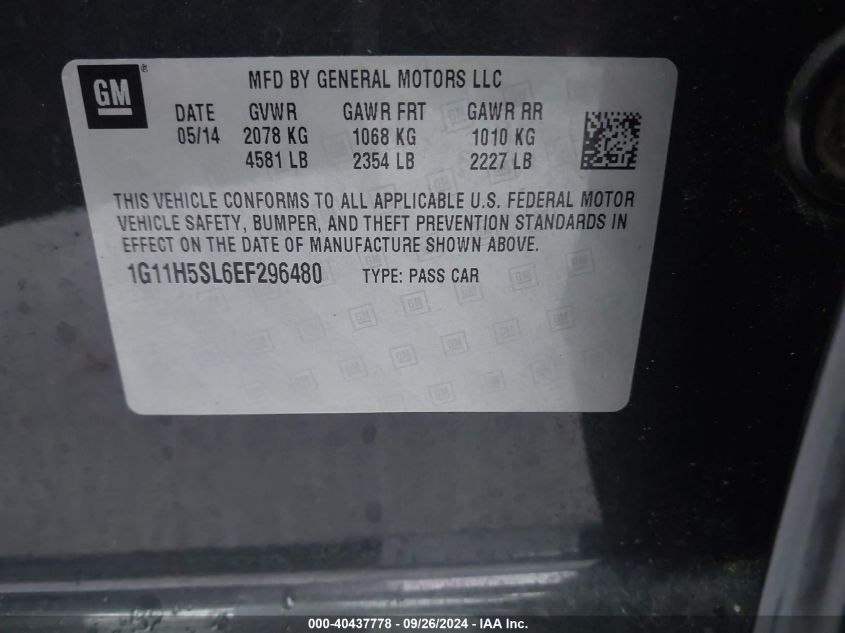 GM ® MFD BY GENERAL MOTORS LLC
DATE GVWR GAWR FRT GAWR RR
05/14 2078 KG 1068 KG 1010 KG
4581 LB 2354 LB 2227 LB
THIS VEHICLE CONFORMS TO ALL APPLICABLE U.S. FEDERAL MOTOR
VEHICLE SAFETY, BUMPER, AND THEFT PREVENTION STANDARDS IN
EFFECT ON THE DATE OF MANUFACTURE SHOWN ABOVE.
1G11H5SL6EF296480 TYPE: PASS CAR
000-40437778 - 09/26/2024 - IAA Inc.